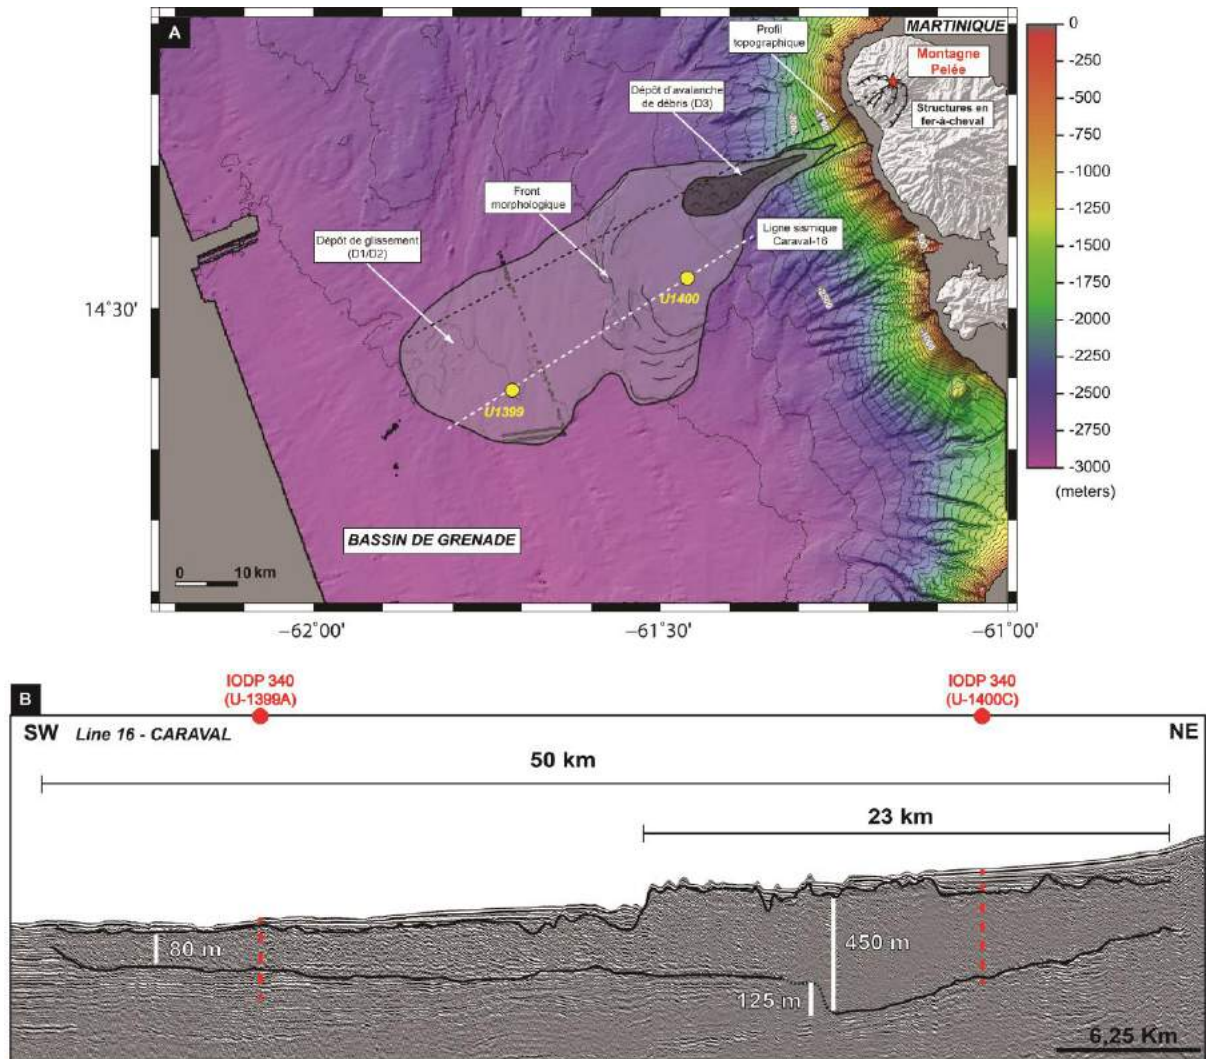 A
MARTINIQUE
Profil
topographique
Montagne
Pelée
Dépôt d'avalanche
de débris (D3)
Structures en
fer-à-cheval
Front
morphologique
Ligne sismique
Caraval-16
Dépôt de glissement
(D1/D2)
U1400
14°30'
U1399
BASSIN DE GRENADE
0 10 km
−62°00' −61°30' −61°00'
0
-250
-500
-750
-1000
-1250
-1500
-1750
-2000
-2250
-2500
-2750
-3000
(meters)
B
IODP 340
(U-1399A)
IODP 340
(U-1400C)
SW Line 16 - CARAVAL NE
50 km
23 km
80 m
450 m
125 m
6,25 Km